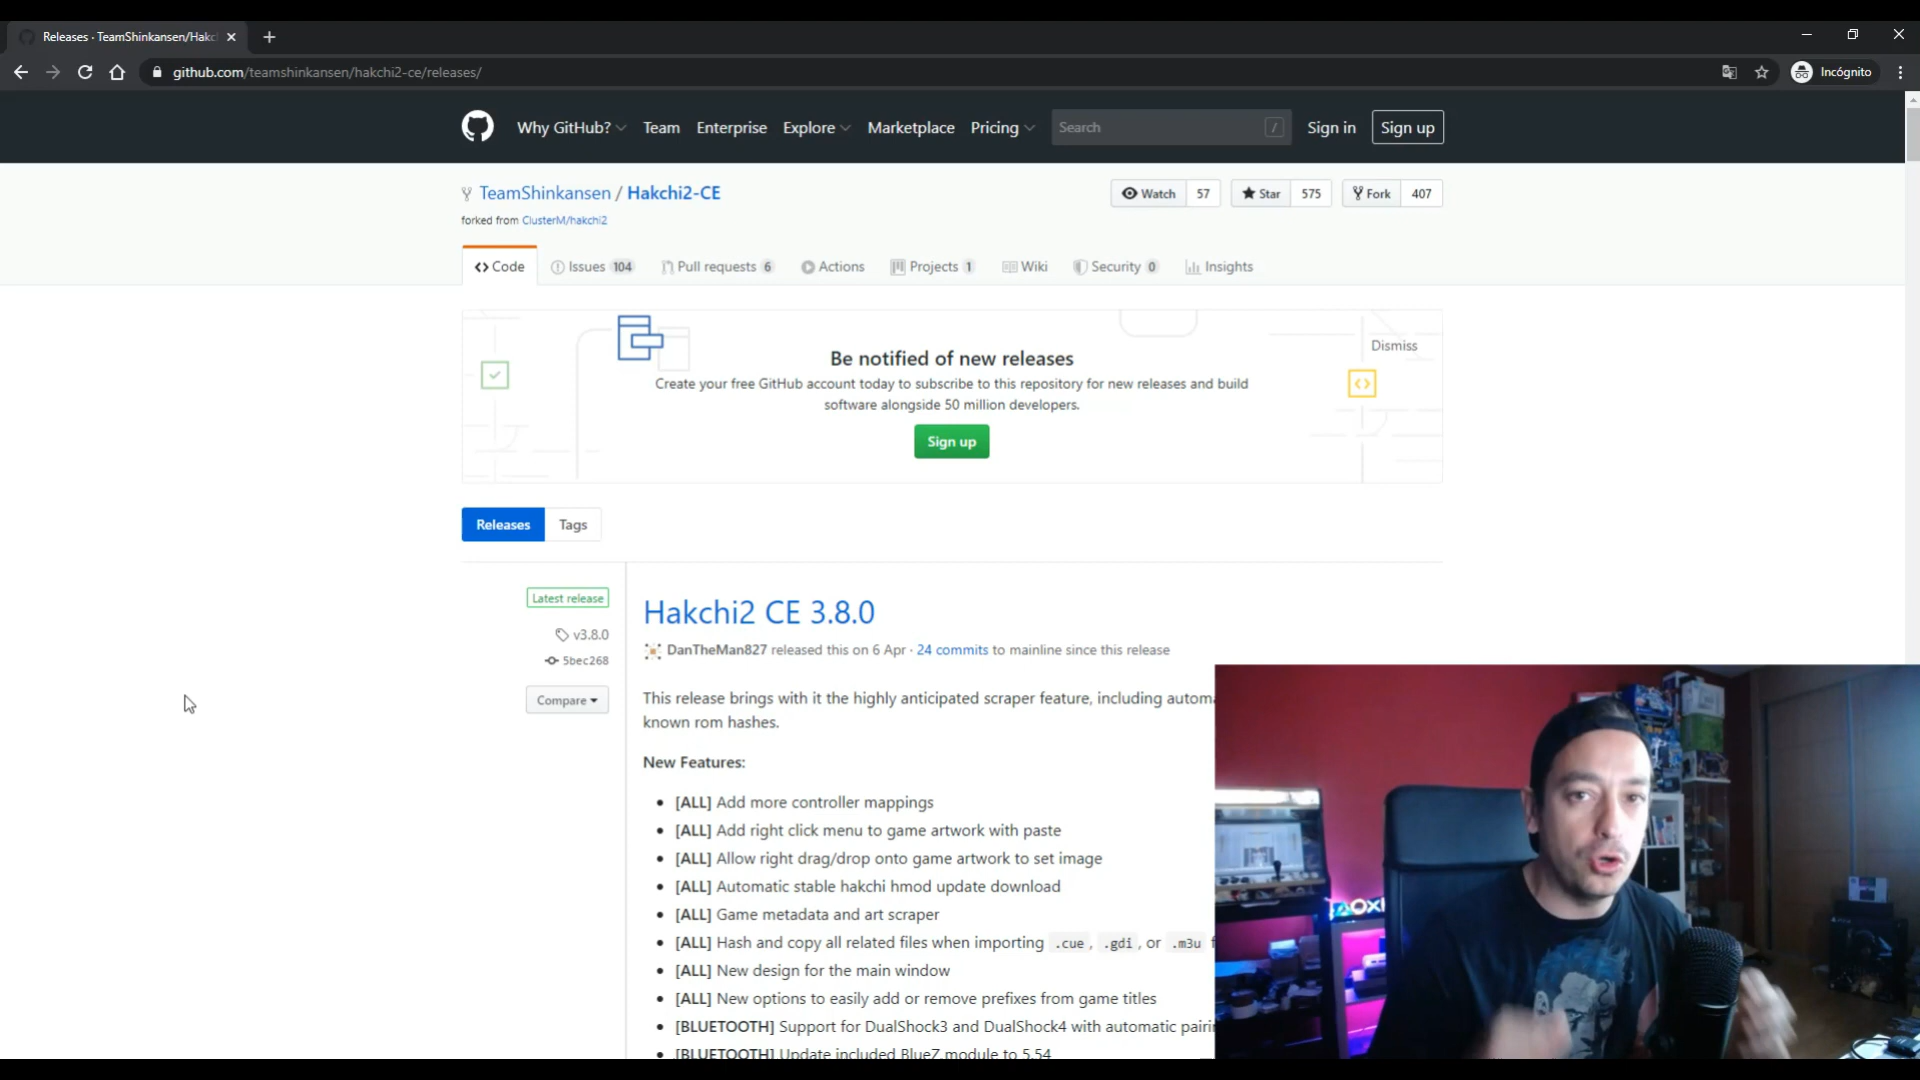 Releases · TeamShinkansen/Hakc
github.com/teamshinkansen/hakchi2-ce/releases/
Incógnito
Why GitHub? Team Enterprise Explore Marketplace Pricing Search / Sign in Sign up
TeamShinkansen / Hakchi2-CE
Watch 57 Star 575 Fork 407
forked from ClusterM/hakchi2
Code Issues 104 Pull requests 6 Actions Projects 1 Wiki Security 0 Insights
Dismiss
Be notified of new releases
Create your free GitHub account today to subscribe to this repository for new releases and build
software alongside 50 million developers.
Sign up
Releases Tags
Latest release
v3.8.0
5bec268
Compare
Hakchi2 CE 3.8.0
DanTheMan827 released this on 6 Apr · 24 commits to mainline since this release
This release brings with it the highly anticipated scraper feature, including automa
known rom hashes.
New Features:
• [ALL] Add more controller mappings
• [ALL] Add right click menu to game artwork with paste
• [ALL] Allow right drag/drop onto game artwork to set image
• [ALL] Automatic stable hakchi hmod update download
• [ALL] Game metadata and art scraper
• [ALL] Hash and copy all related files when importing .cue, .gdi, or .m3u f
• [ALL] New design for the main window
• [ALL] New options to easily add or remove prefixes from game titles
• [BLUETOOTH] Support for DualShock3 and DualShock4 with automatic pairin
• [BLUETOOTH] Update included BlueZ module to 5.54